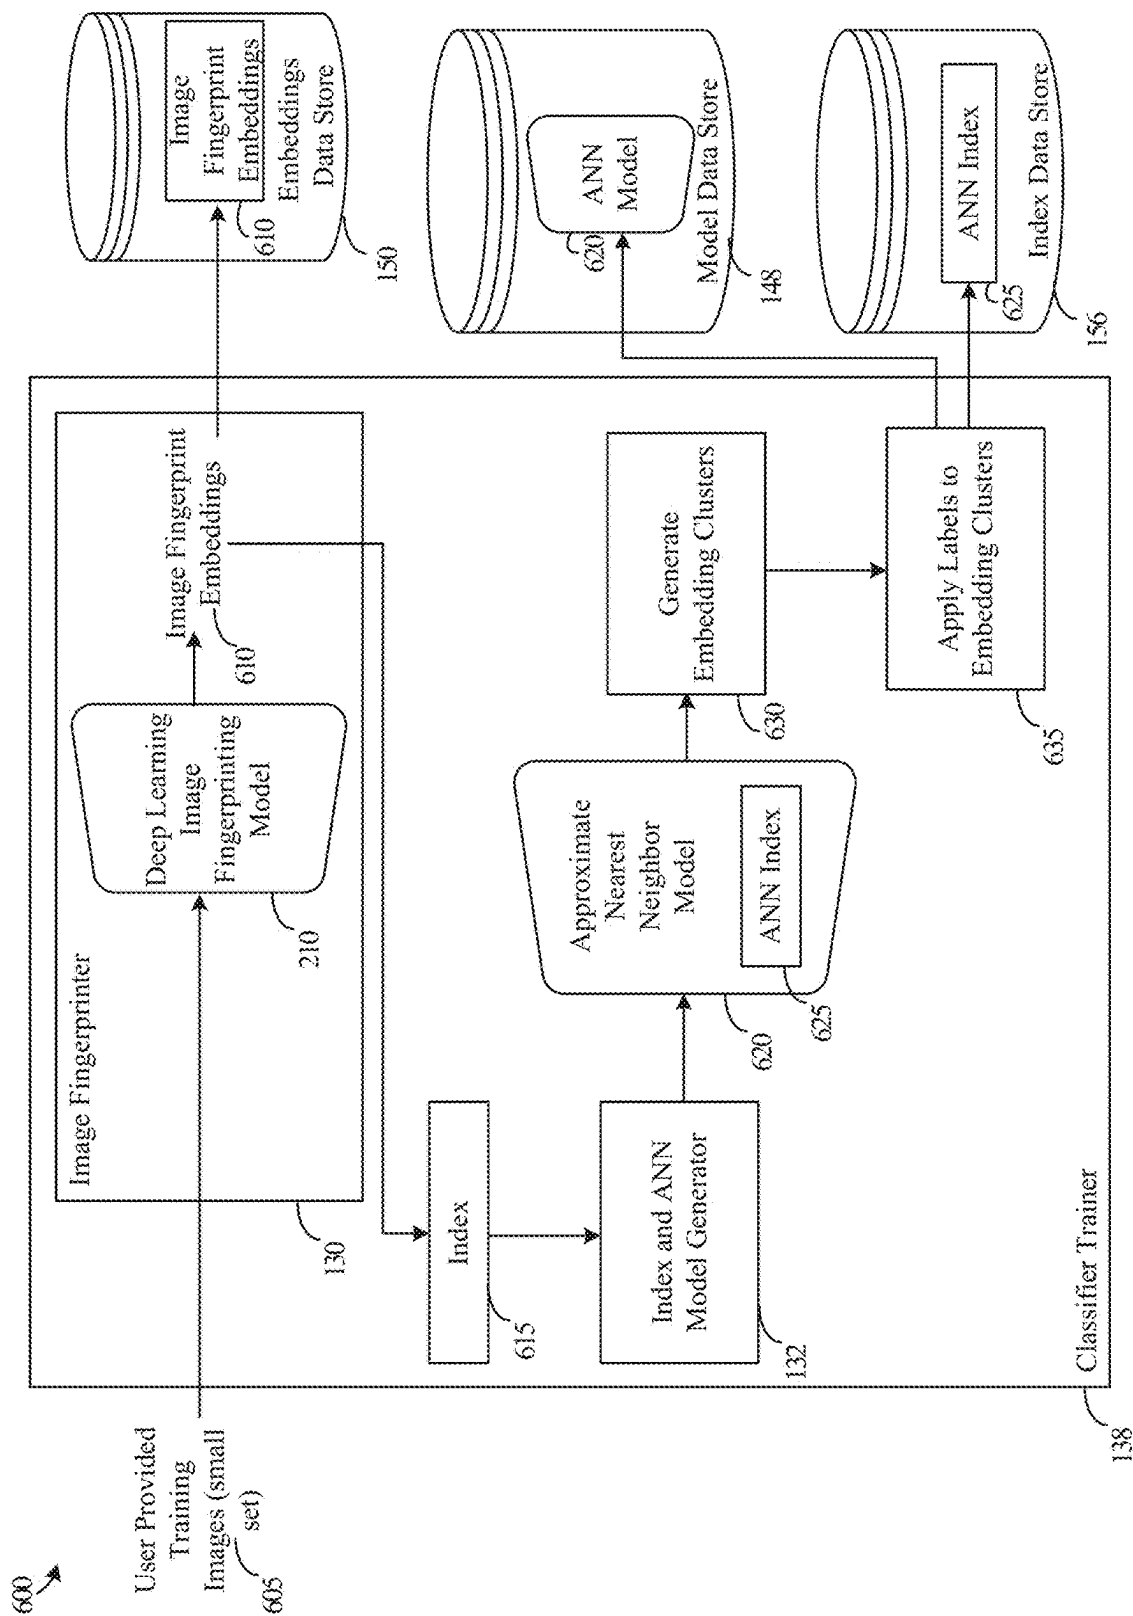 600
User Provided
Training
Images (small
set)
605
Image Fingerprinter
130
Deep Learning
Image
Fingerprinting
Model
210
Image Fingerprint
Embeddings
610
Image
Fingerprint
Embeddings
610
Embeddings
Data Store
150
Index
615
Index and ANN
Model Generator
132
Approximate
Nearest
Neighbor
Model
ANN Index
625
620
Generate
Embedding Clusters
630
Apply Labels to
Embedding Clusters
635
ANN
Model
620
Model Data Store
148
ANN Index
625
Index Data Store
156
Classifier Trainer
138